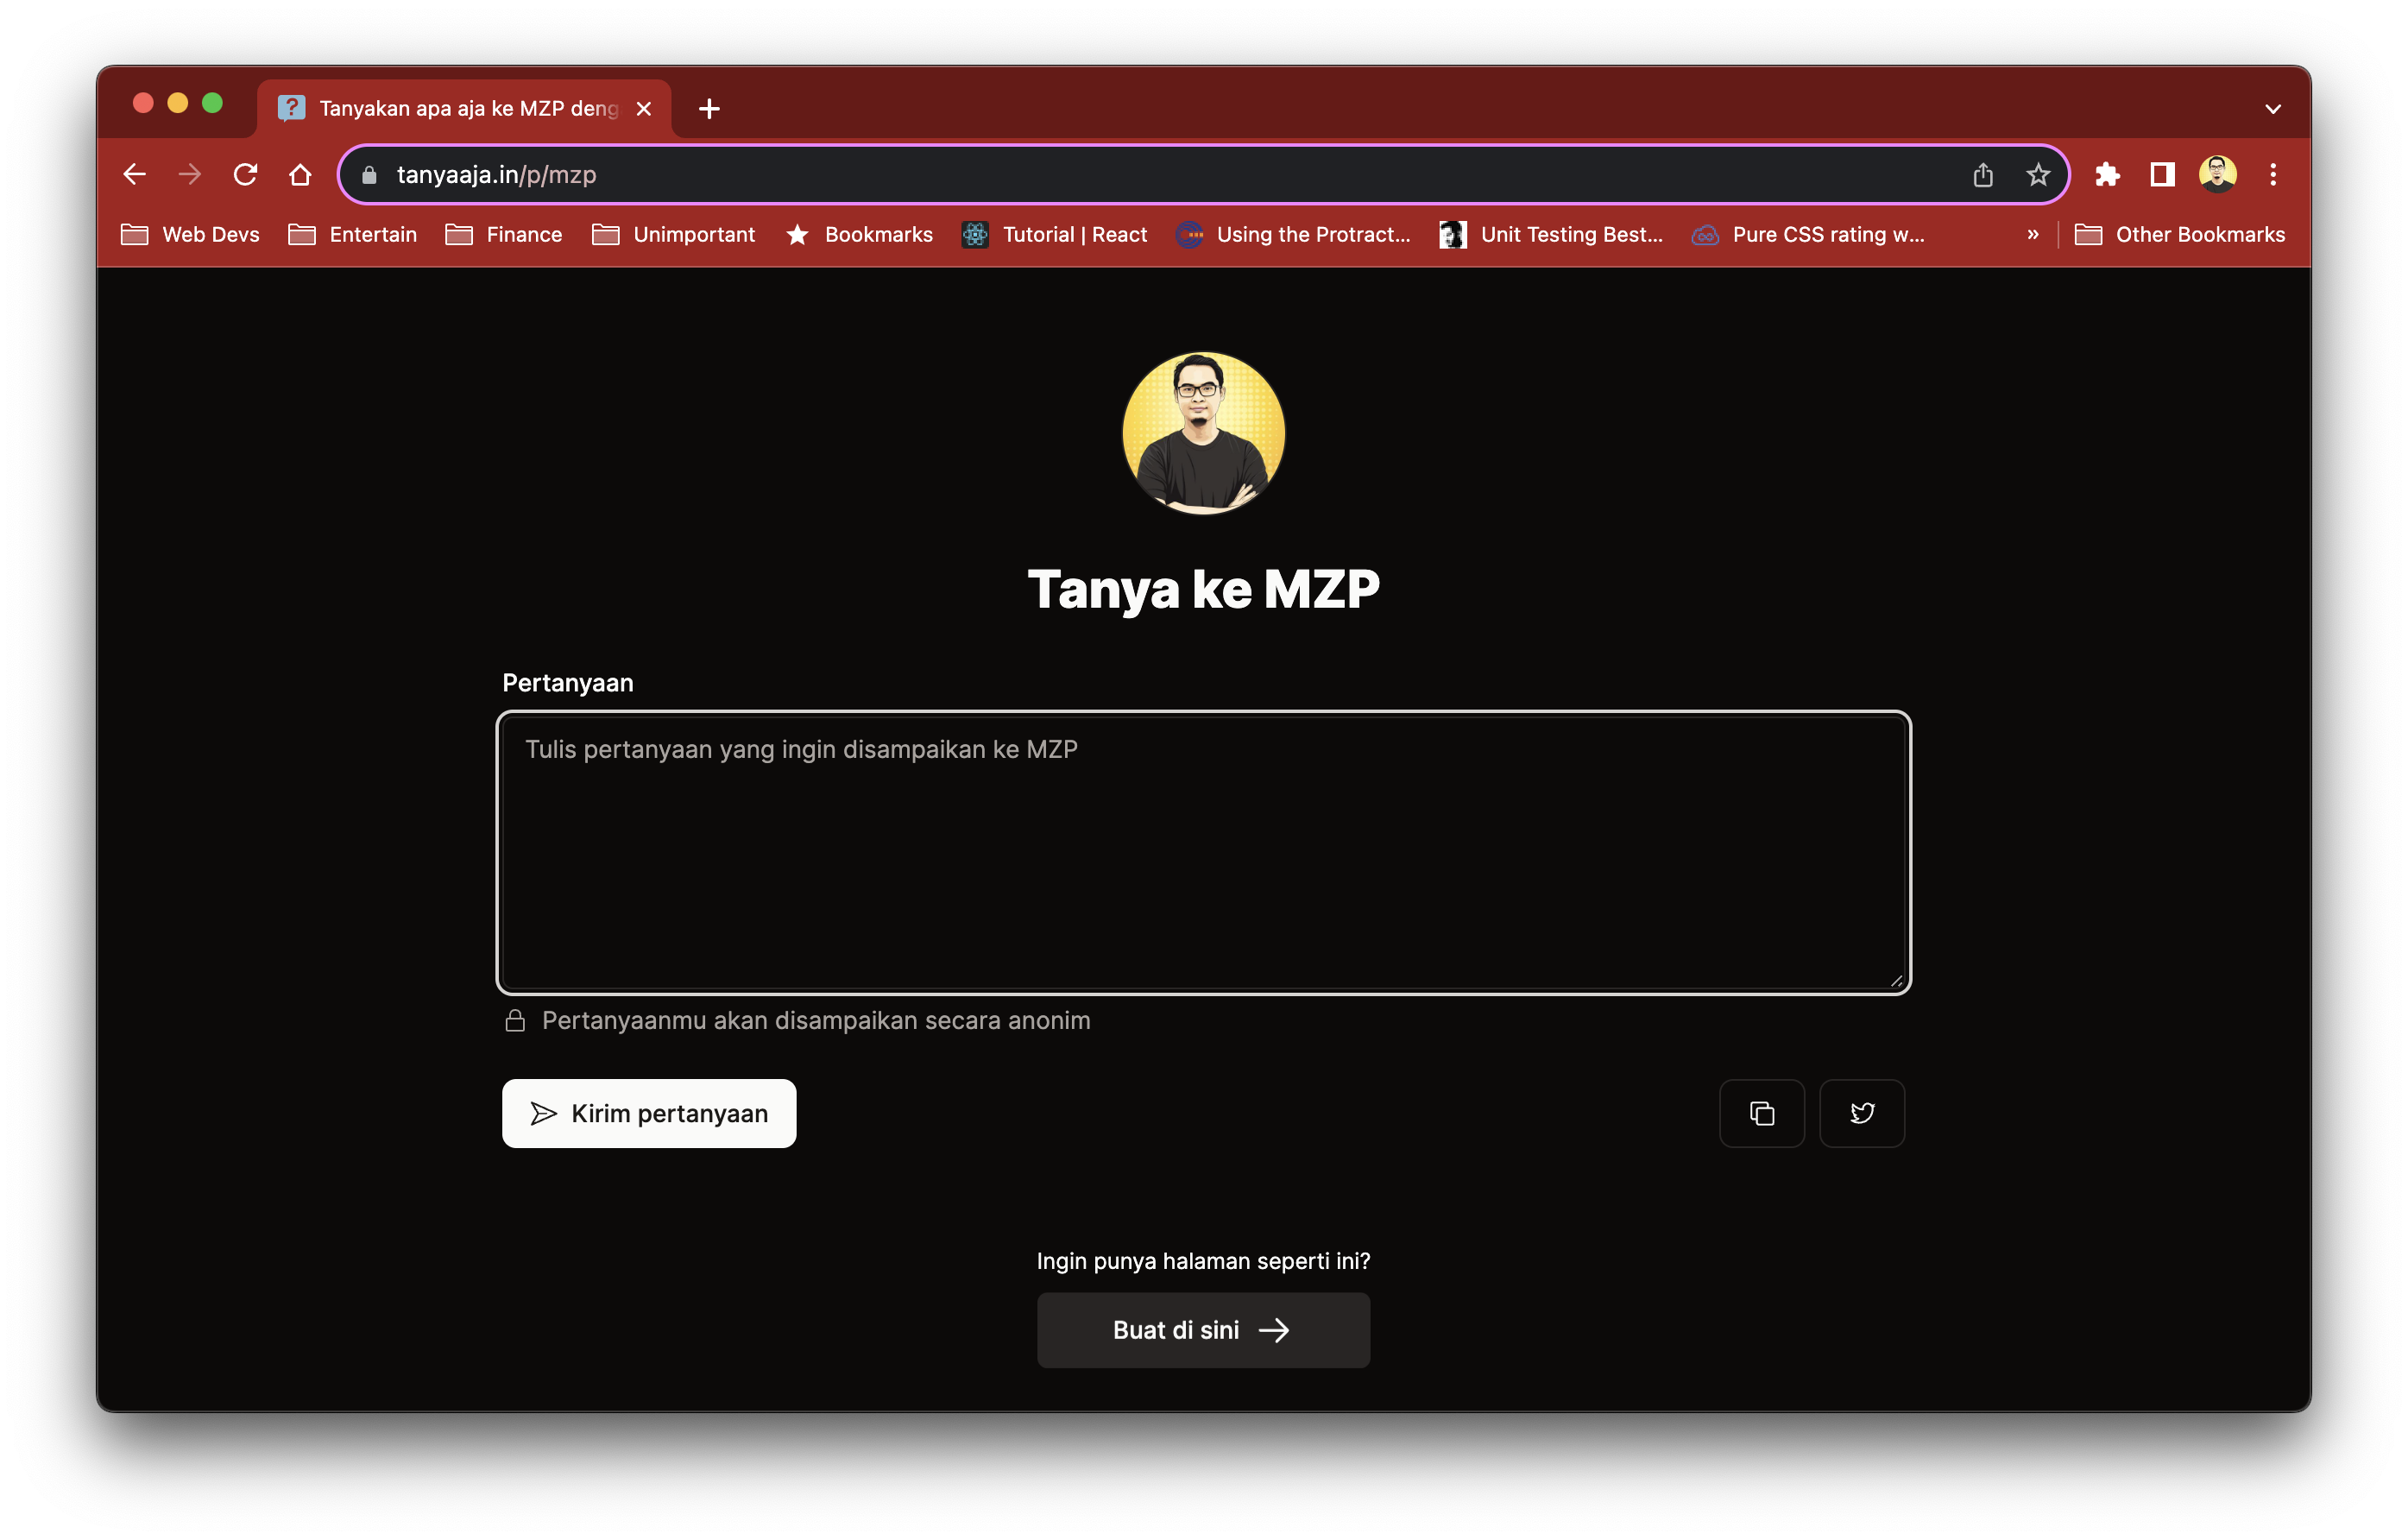 Tanyakan apa aja ke MZP deng
tanyaaja.in/p/mzp
Web Devs
Entertain
Finance
Unimportant
Bookmarks
Tutorial | React
Using the Protract...
Unit Testing Best...
Pure CSS rating w...
»
Other Bookmarks
Tanya ke MZP
Pertanyaan
Tulis pertanyaan yang ingin disampaikan ke MZP
Pertanyaanmu akan disampaikan secara anonim
Kirim pertanyaan
Ingin punya halaman seperti ini?
Buat di sini